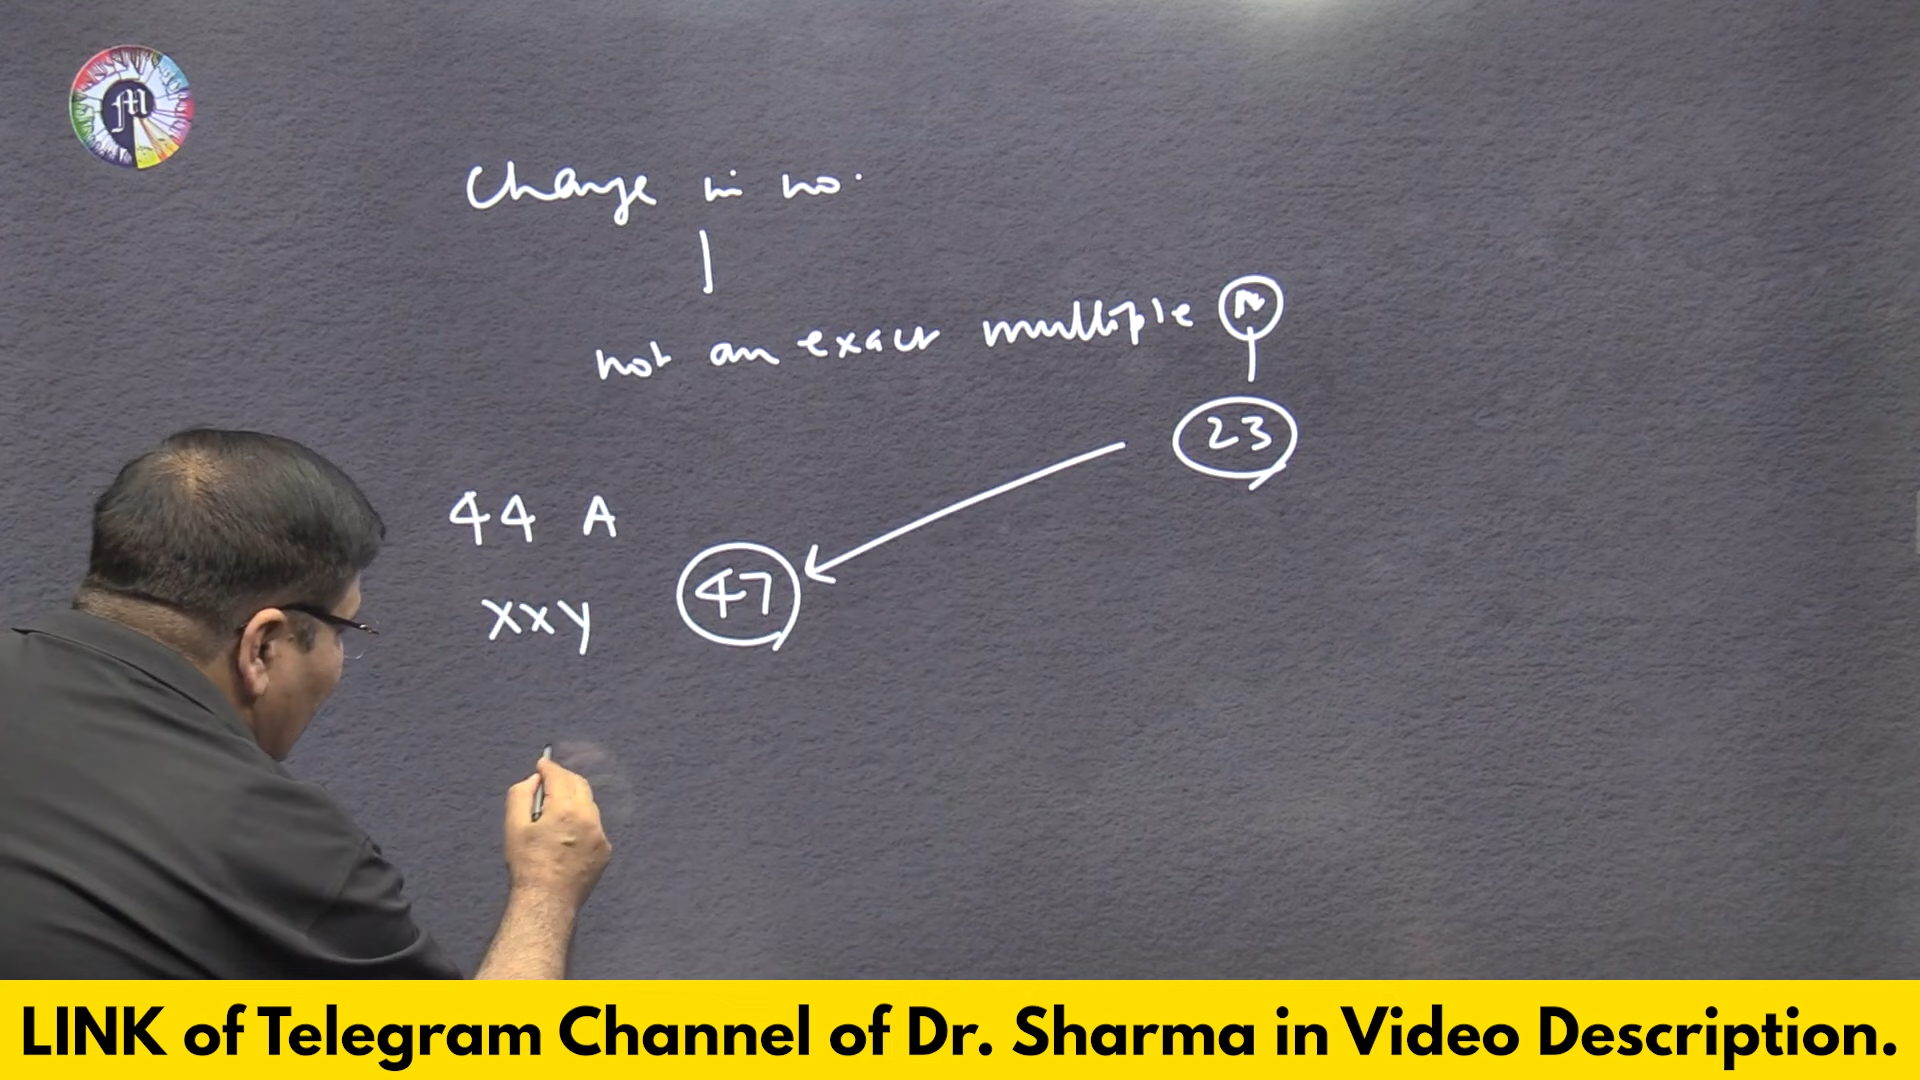 M
Change in no.
not an exact multiple n
23
44 A
XXY 47
LINK of Telegram Channel of Dr. Sharma in Video Description.